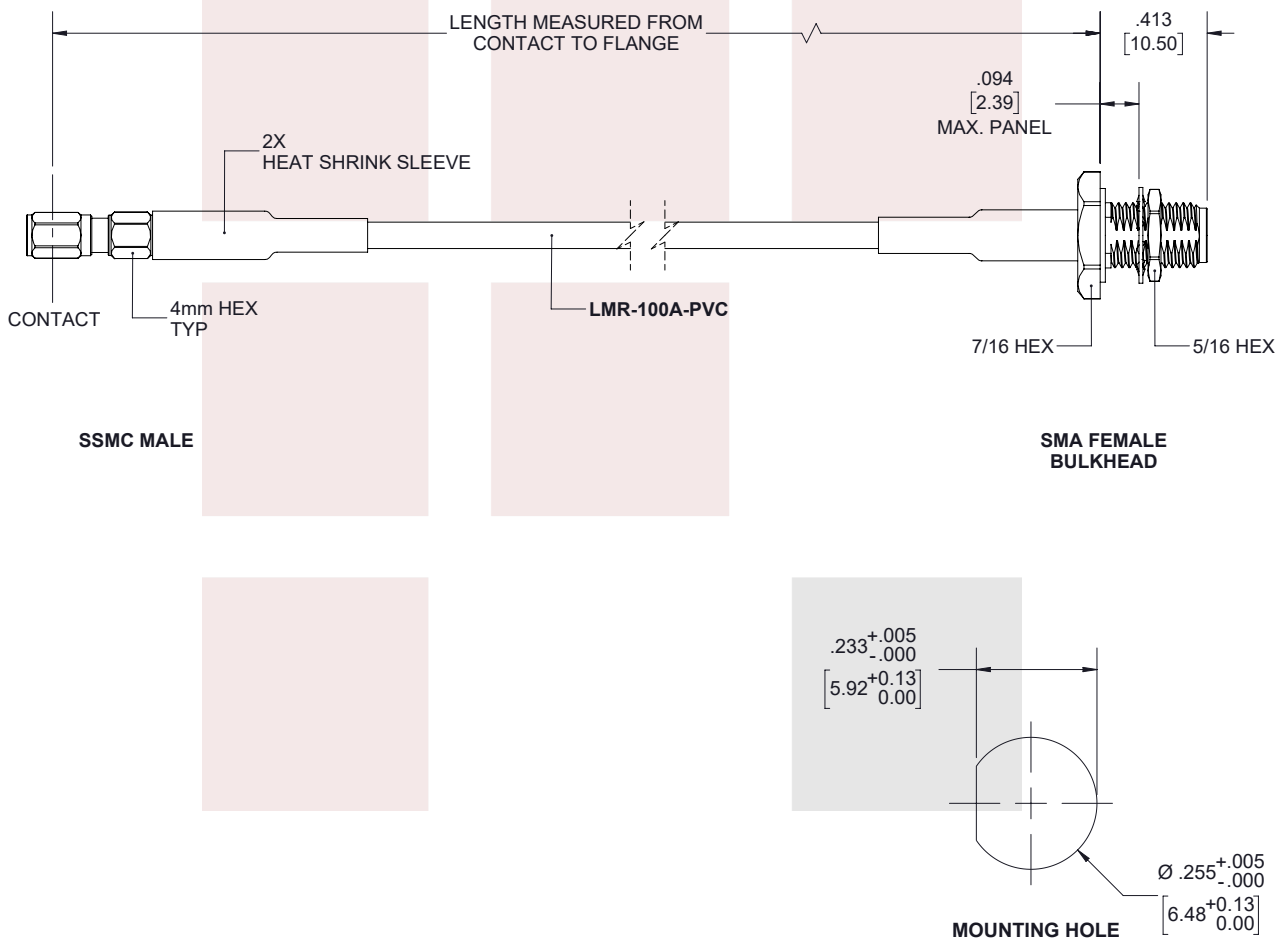 LENGTH MEASURED FROM
CONTACT TO FLANGE
.413
[10.50]
.094
[2.39]
MAX. PANEL
2X
HEAT SHRINK SLEEVE
CONTACT
4mm HEX
TYP
LMR-100A-PVC
7/16 HEX
5/16 HEX
SSMC MALE
SMA FEMALE
BULKHEAD
.233 +.005
-.000
[5.92 +0.13
0.00]
Ø .255 +.005
-.000
[6.48 +0.13
0.00]
MOUNTING HOLE